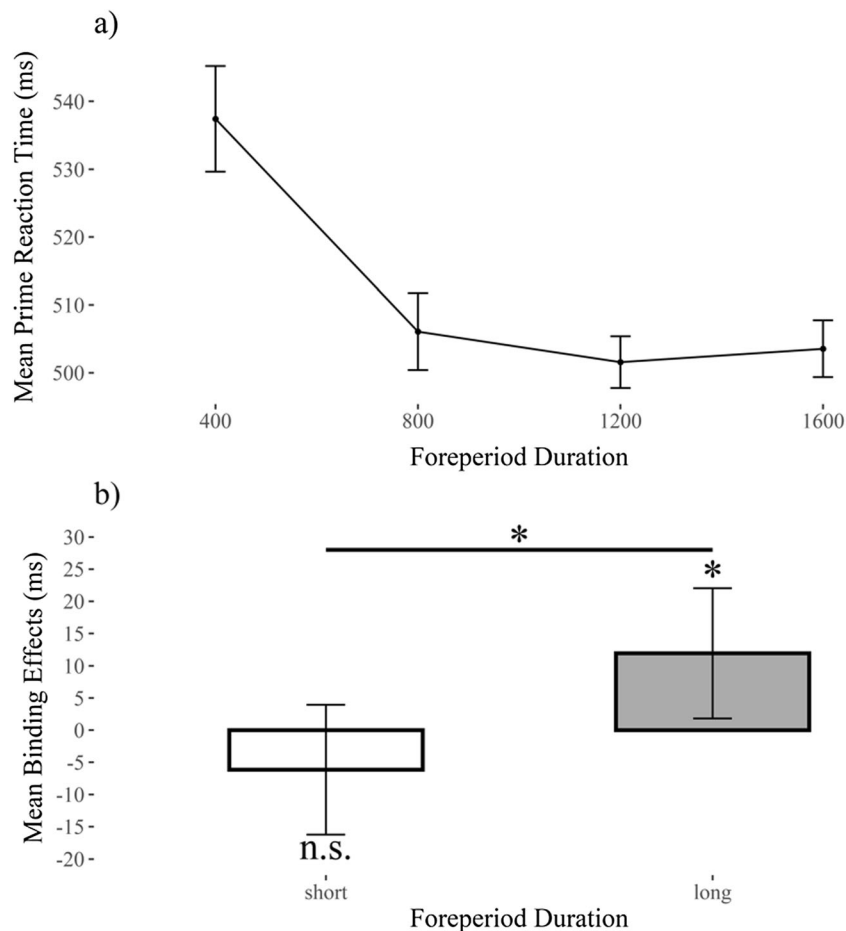 a)
Mean Prime Reaction Time (ms)
540
530
520
510
500
400 800 1200 1600
Foreperiod Duration
b)
Mean Binding Effects (ms)
30
25
20
15
10
5
0
-5
-10
-15
-20
*
*
n.s.
short long
Foreperiod Duration